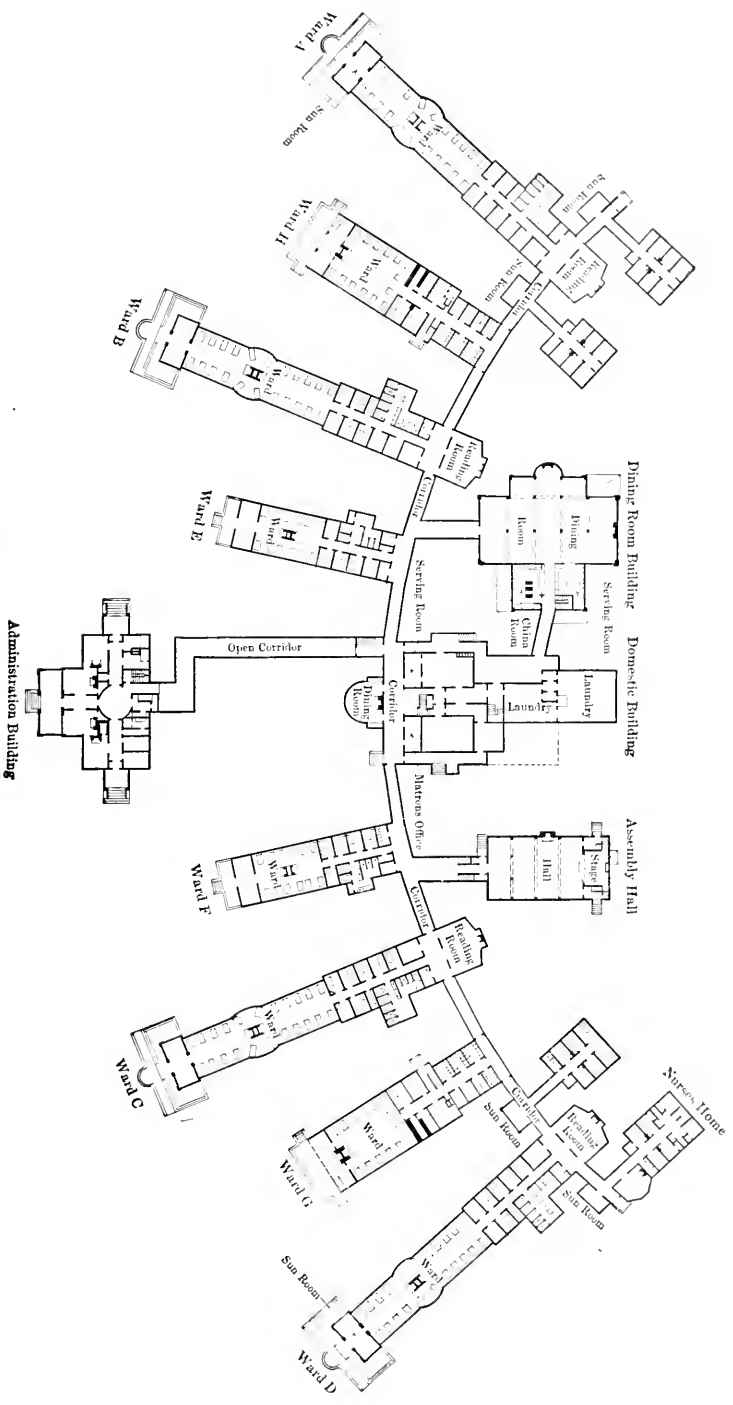 Ward A
Sun Room
Ward
Sun Room
Reading
Room
Ward H
Ward
Sun Room
Corridor
Ward B
Ward
Reading
Room
Corridor
Ward E
Ward
Dining Room Building
Dining
Room
Serving Room
China
Room
Serving Room
Domestic Building
Laundry
Laundry
Open Corridor
Corridor
Dining
Room
Administration Building
Matrons Office
Assembly Hall
Stage
Hall
Ward F
Ward
Corridor
Reading
Room
Ward C
Ward
Corridor
Sun Room
Ward G
Ward
Reading
Room
Nurses Home
Sun Room
Ward
Sun Room
Ward D